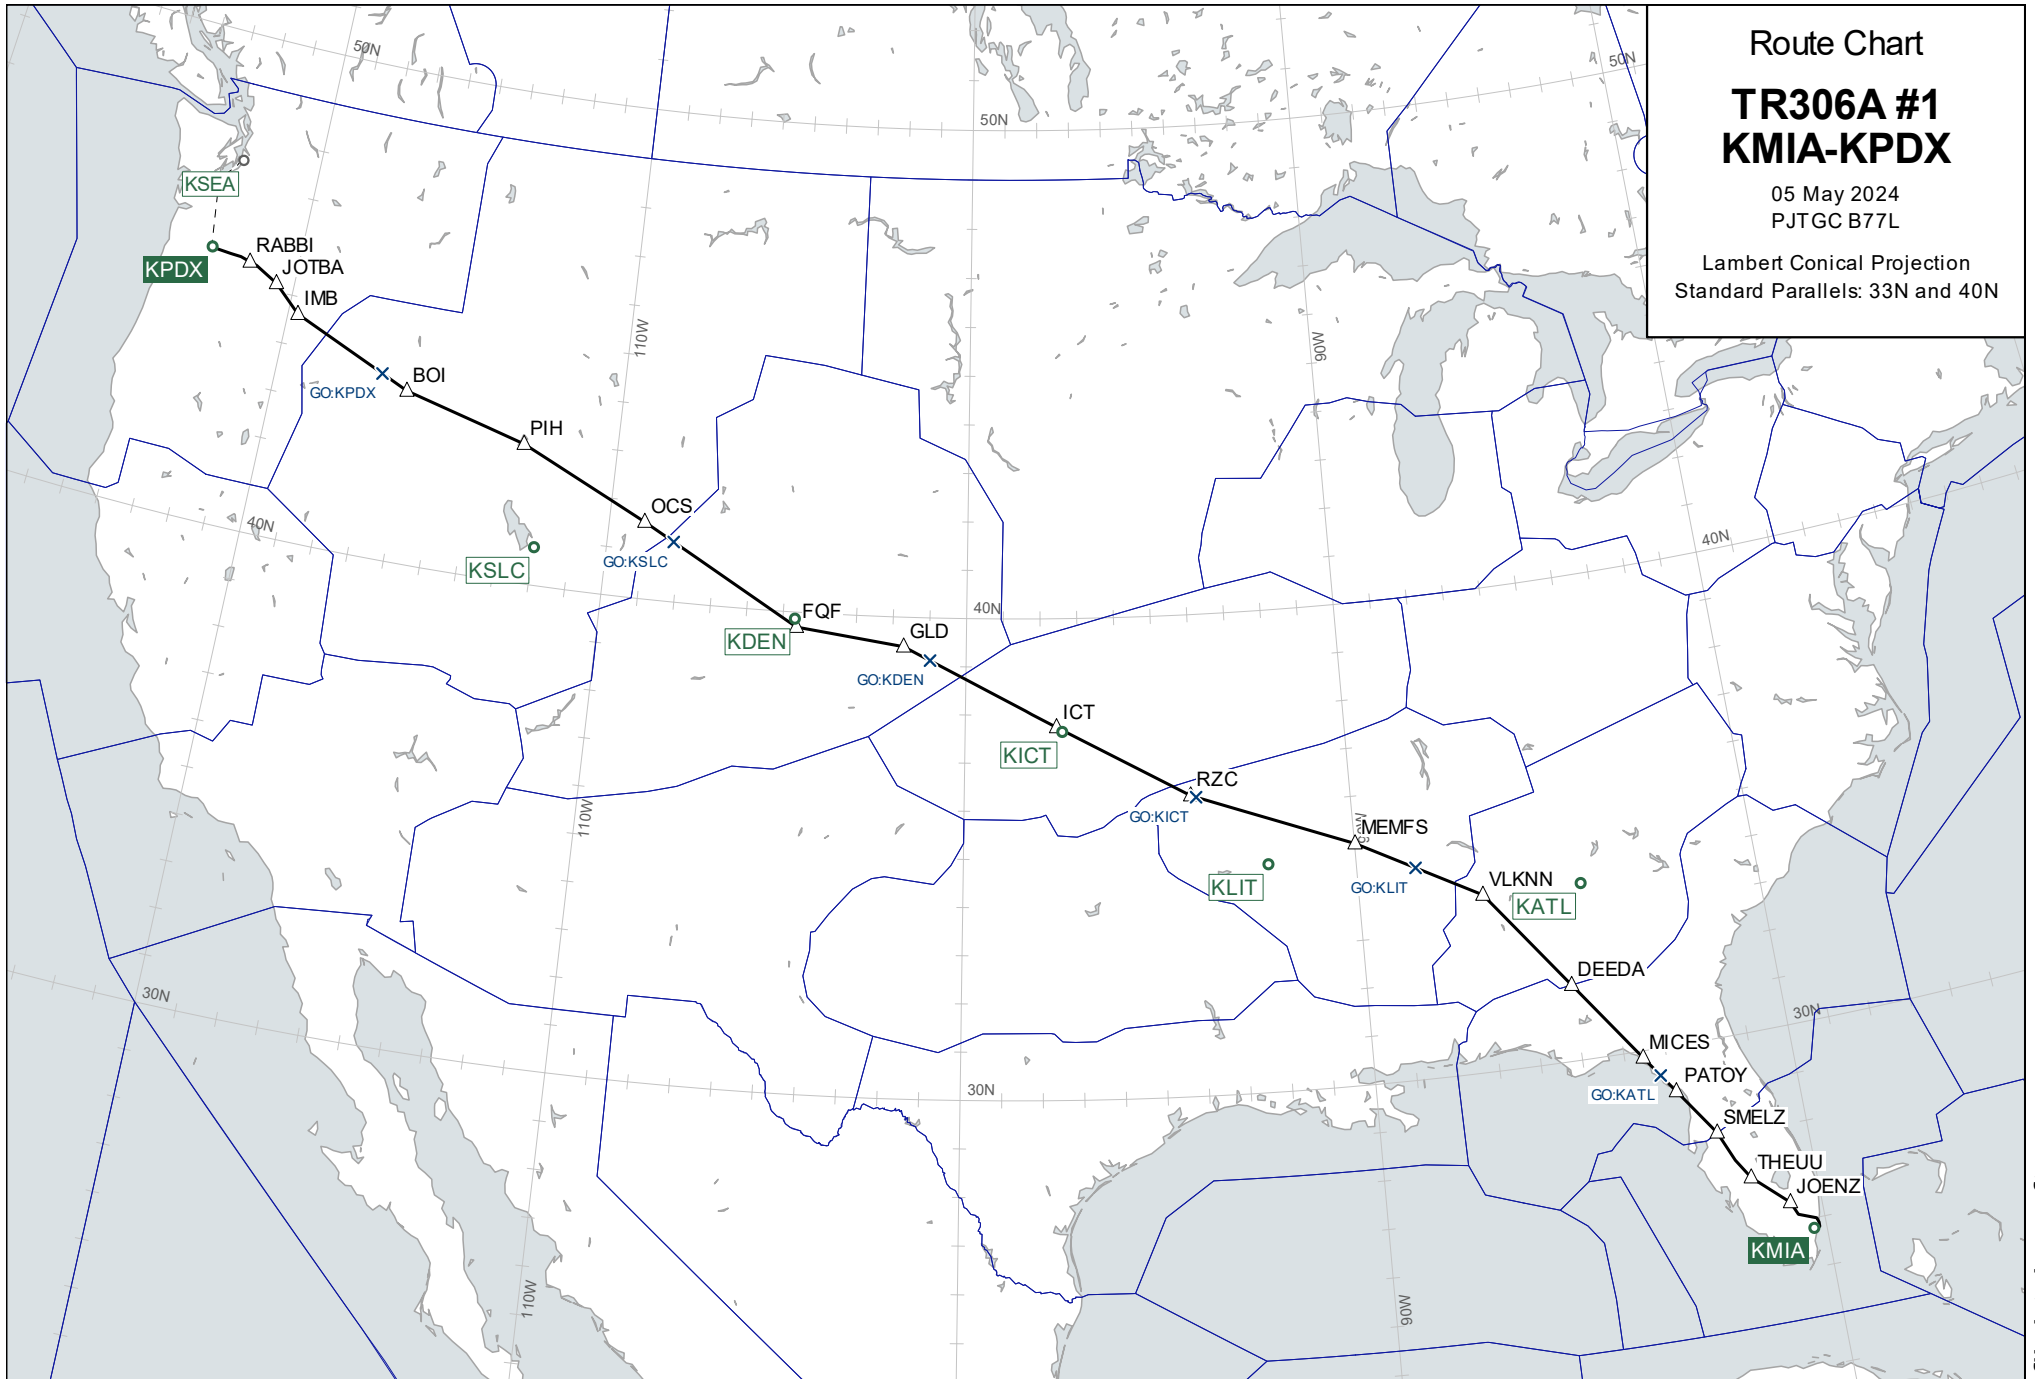 Route Chart
TR306A #1
KMIA-KPDX
05 May 2024
PJTGC B77L
Lambert Conical Projection
Standard Parallels: 33N and 40N
50N
50N
50N
KSEA
RABBI
KPDX
JOTBA
IMB
110W
90W
BOI
GO:KPDX
PIH
OCS
40N
40N
KSLC
GO:KSLC
FQF
40N
KDEN
GLD
GO:KDEN
ICT
KICT
RZC
110W
GO:KICT
MEMFS
90W
VLKNN
KLIT
GO:KLIT
KATL
DEEDA
30N
30N
MICES
PATOY
30N
GO:KATL
SMELZ
THEUU
JOENZ
KMIA
110W
90W